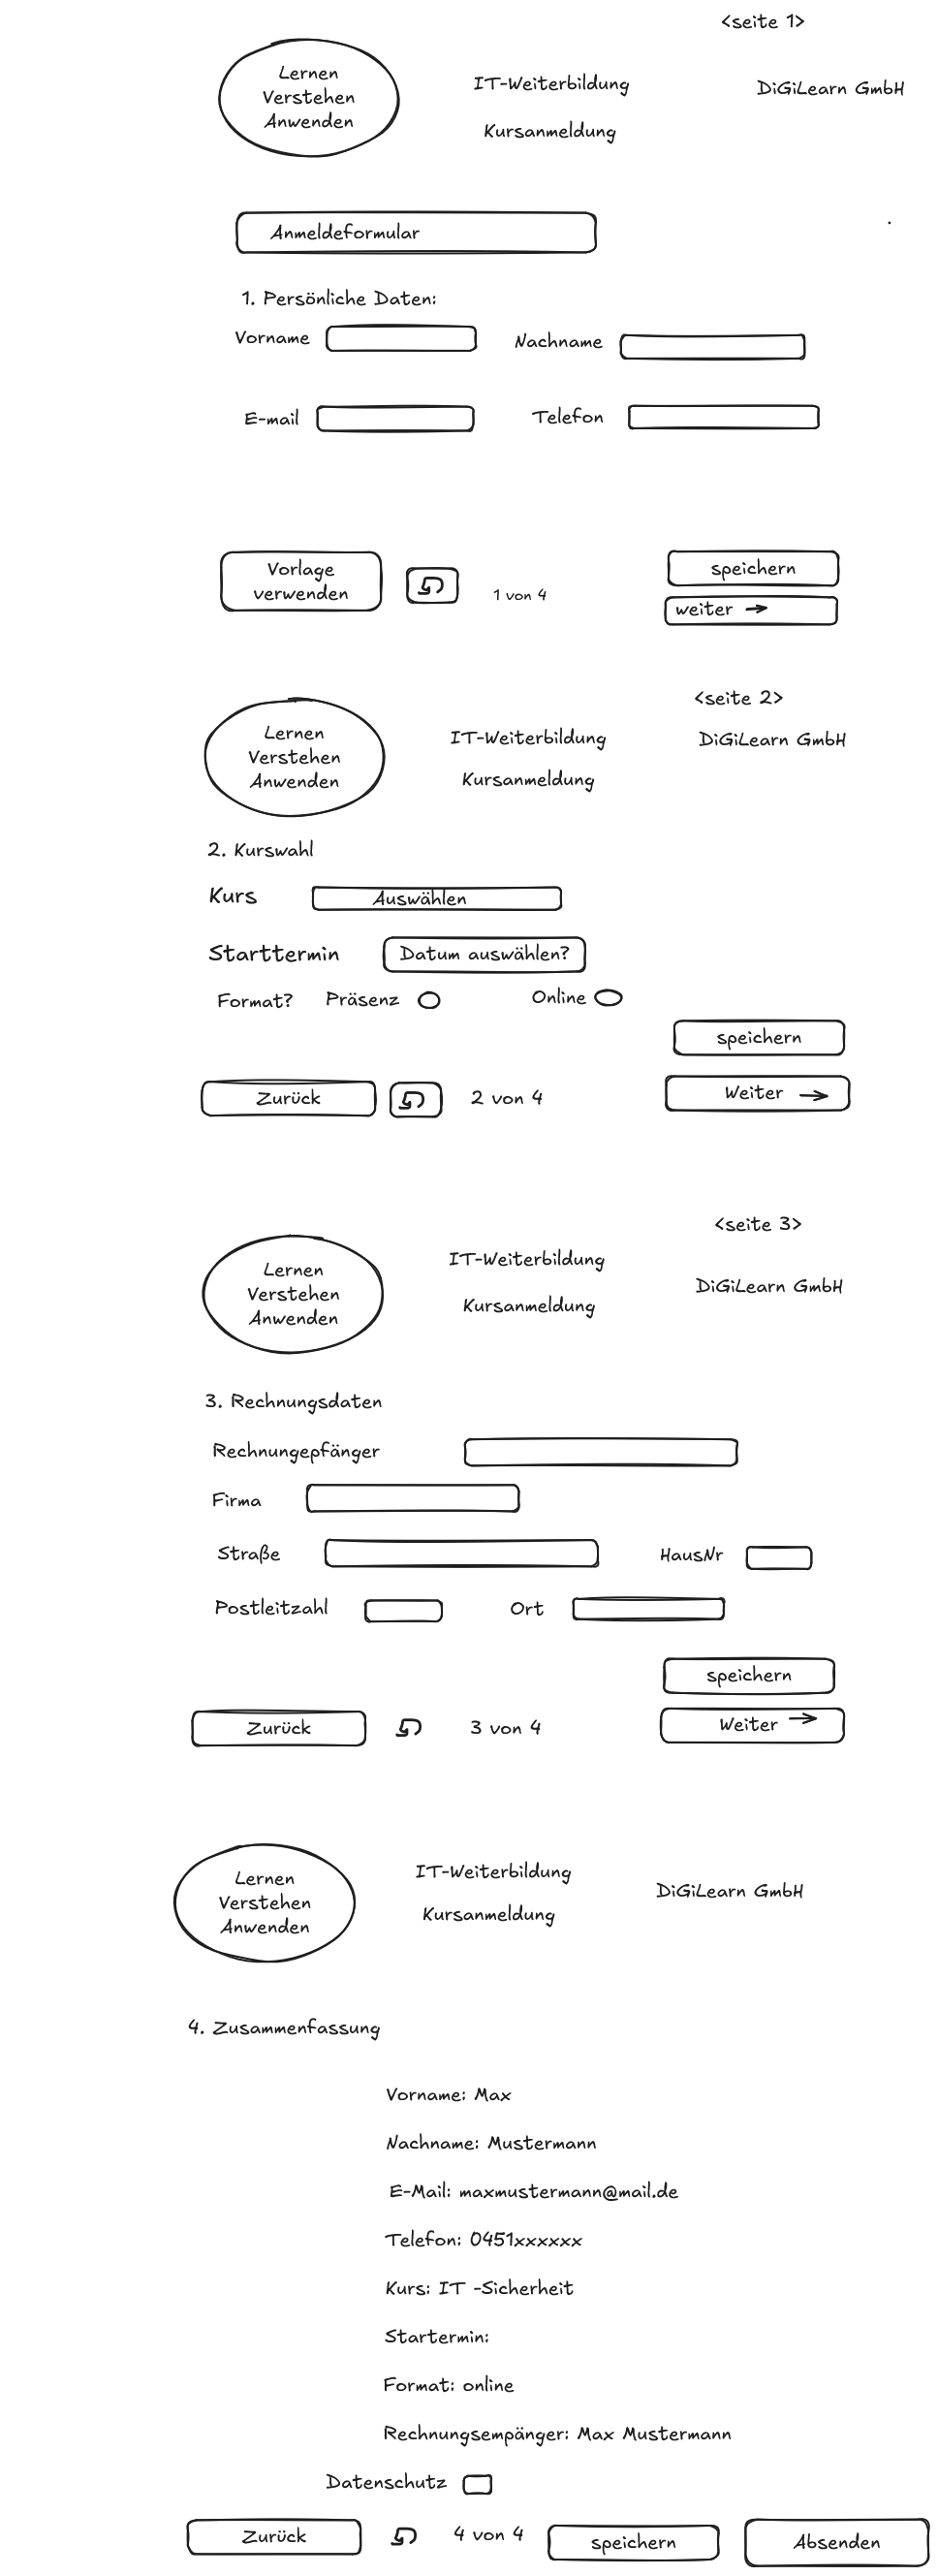 <seite 1>
Lernen
Verstehen
Anwenden
IT-Weiterbildung
Kursanmeldung
DiGiLearn GmbH
Anmeldeformular
1. Persönliche Daten:
Vorname
Nachname
E-mail
Telefon
Vorlage
verwenden
1 von 4
speichern
weiter →
<seite 2>
Lernen
Verstehen
Anwenden
IT-Weiterbildung
Kursanmeldung
DiGiLearn GmbH
2. Kurswahl
Kurs
Auswählen
Starttermin
Datum auswählen?
Format?
Präsenz
Online
speichern
Zurück
2 von 4
Weiter →
<seite 3>
Lernen
Verstehen
Anwenden
IT-Weiterbildung
Kursanmeldung
DiGiLearn GmbH
3. Rechnungsdaten
Rechnungepfänger
Firma
Straße
HausNr
Postleitzahl
Ort
speichern
Zurück
3 von 4
Weiter →
Lernen
Verstehen
Anwenden
IT-Weiterbildung
Kursanmeldung
DiGiLearn GmbH
4. Zusammenfassung
Vorname: Max
Nachname: Mustermann
E-Mail: maxmustermann@mail.de
Telefon: 0451xxxxxx
Kurs: IT -Sicherheit
Startermin:
Format: online
Rechnungsempänger: Max Mustermann
Datenschutz
Zurück
4 von 4
speichern
Absenden